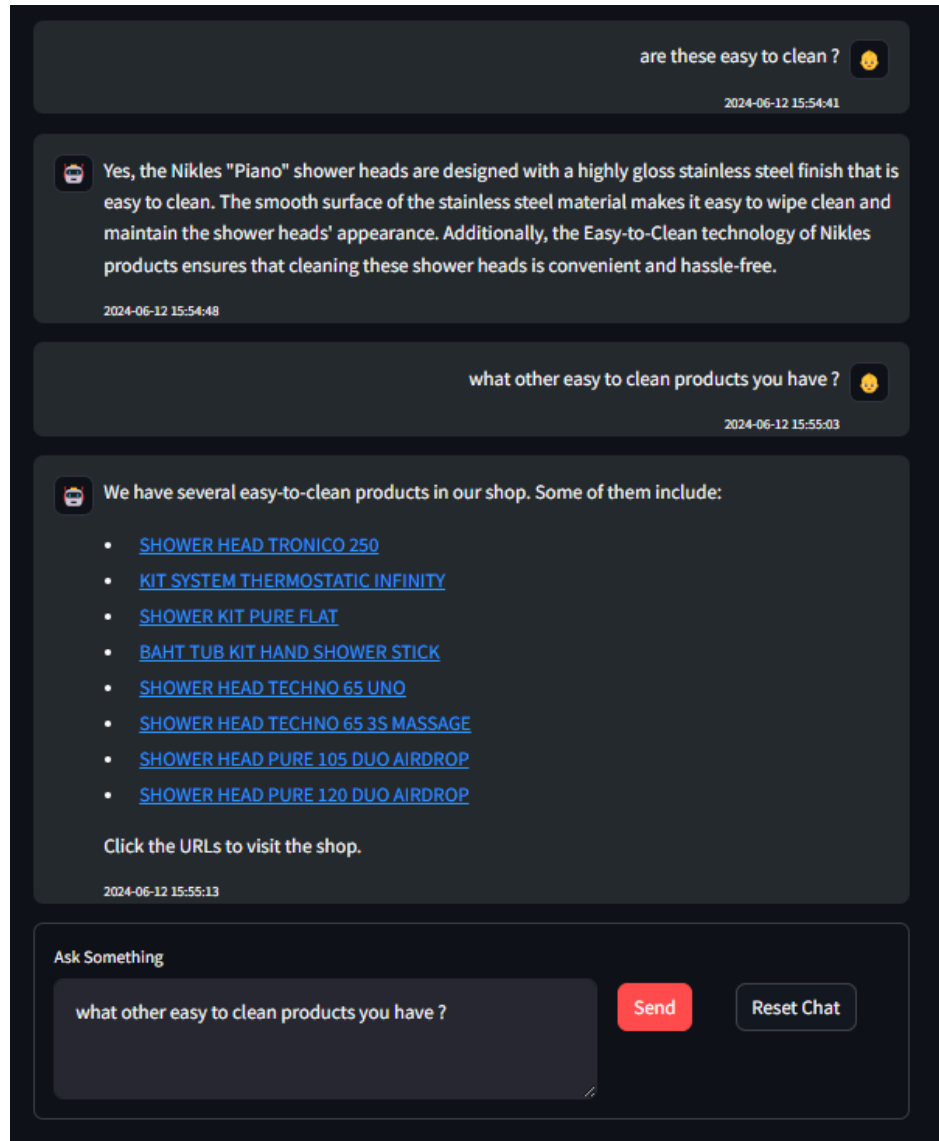 are these easy to clean ?
2024-06-12 15:54:41
Yes, the Nikles "Piano" shower heads are designed with a highly gloss stainless steel finish that is
easy to clean. The smooth surface of the stainless steel material makes it easy to wipe clean and
maintain the shower heads' appearance. Additionally, the Easy-to-Clean technology of Nikles
products ensures that cleaning these shower heads is convenient and hassle-free.
2024-06-12 15:54:48
what other easy to clean products you have ?
2024-06-12 15:55:03
We have several easy-to-clean products in our shop. Some of them include:
• SHOWER HEAD TRONICO 250
• KIT SYSTEM THERMOSTATIC INFINITY
• SHOWER KIT PURE FLAT
• BAHT TUB KIT HAND SHOWER STICK
• SHOWER HEAD TECHNO 65 UNO
• SHOWER HEAD TECHNO 65 3S MASSAGE
• SHOWER HEAD PURE 105 DUO AIRDROP
• SHOWER HEAD PURE 120 DUO AIRDROP
Click the URLs to visit the shop.
2024-06-12 15:55:13
Ask Something
what other easy to clean products you have ?
Send
Reset Chat